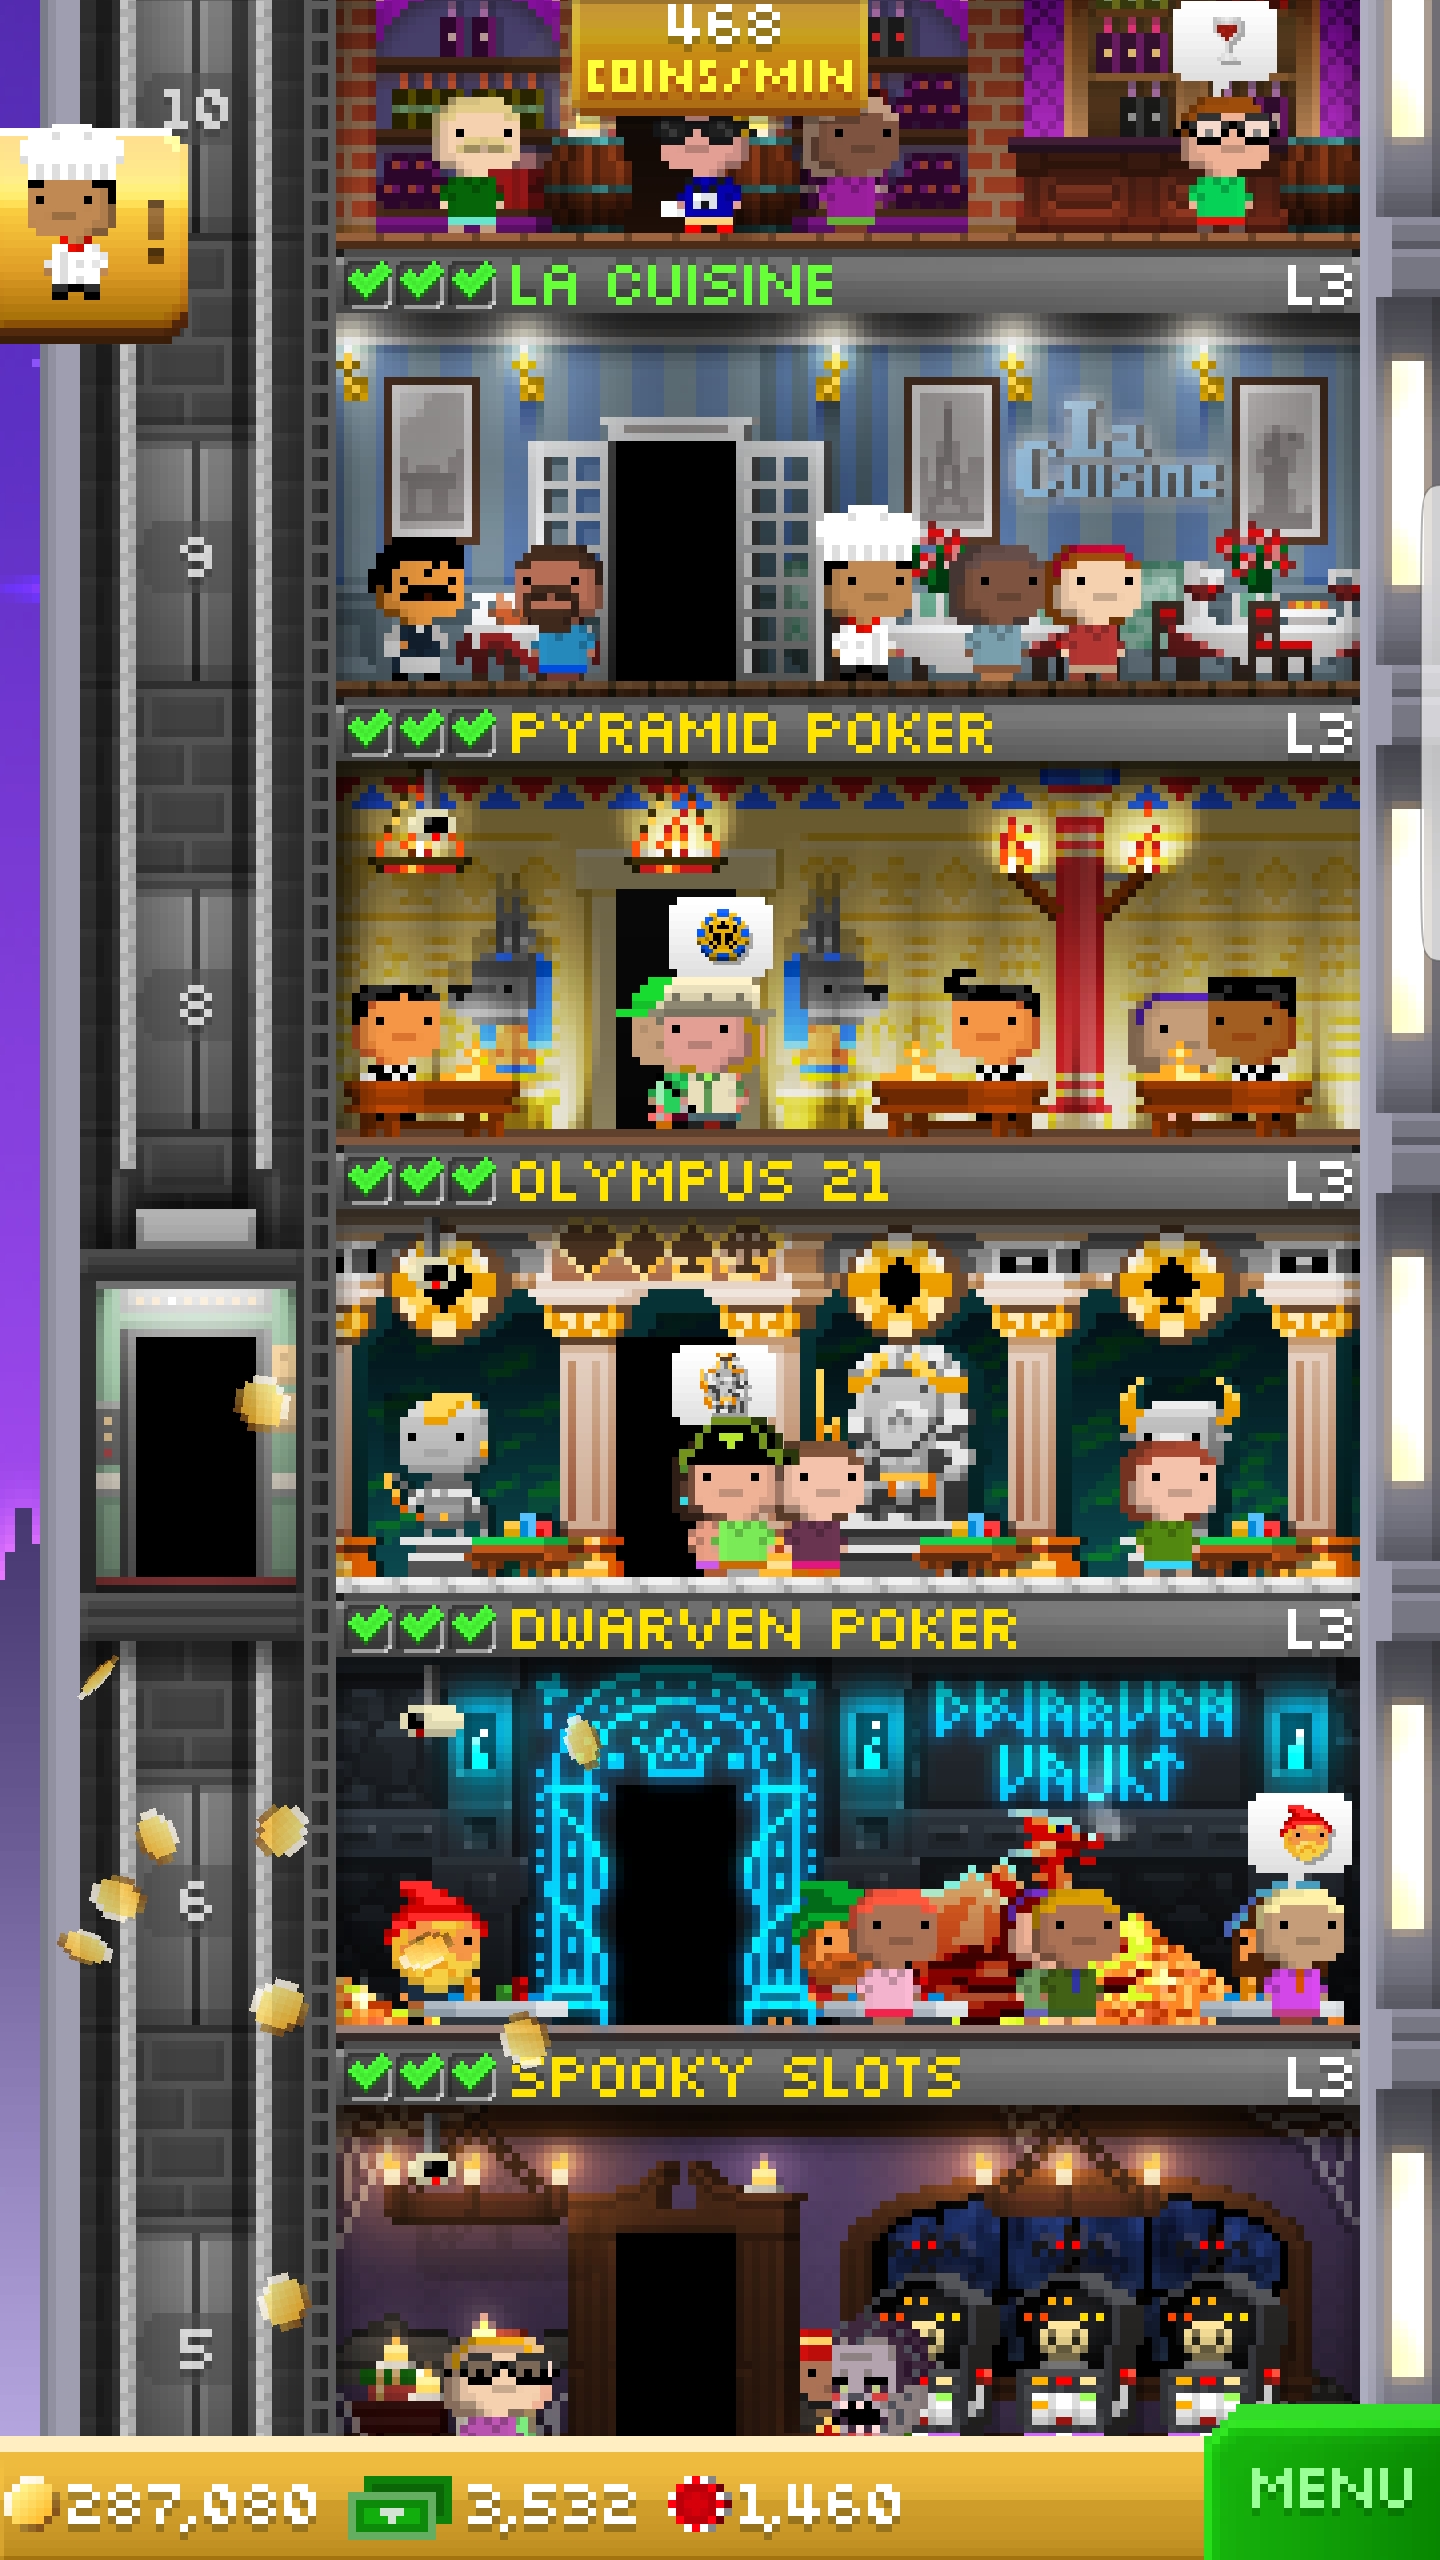 468
COINS/MIN
10
!
LA CUISINE L3
La
Cuisine
9
PYRAMID POKER L3
8
OLYMPUS 21 L3
DWARVEN POKER L3
DWARVEN
VAULT
6
SPOOKY SLOTS L3
5
287,080 3,532 1,460
MENU